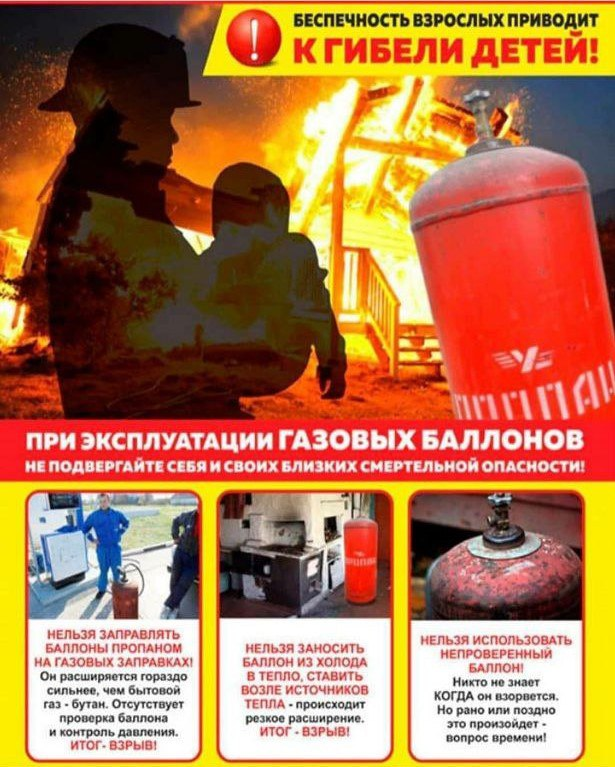 БЕСПЕЧНОСТЬ ВЗРОСЛЫХ ПРИВОДИТ
К ГИБЕЛИ ДЕТЕЙ!
ПРОПАН
ПРИ ЭКСПЛУАТАЦИИ ГАЗОВЫХ БАЛЛОНОВ
НЕ ПОДВЕРГАЙТЕ СЕБЯ И СВОИХ БЛИЗКИХ СМЕРТЕЛЬНОЙ ОПАСНОСТИ!
ПРОПАН
НЕЛЬЗЯ ЗАПРАВЛЯТЬ
БАЛЛОНЫ ПРОПАНОМ
НА ГАЗОВЫХ ЗАПРАВКАХ!
Он расширяется гораздо
сильнее, чем бытовой
газ - бутан. Отсутствует
проверка баллона
и контроль давления.
ИТОГ- ВЗРЫВ!
НЕЛЬЗЯ ЗАНОСИТЬ
БАЛЛОН ИЗ ХОЛОДА
В ТЕПЛО, СТАВИТЬ
ВОЗЛЕ ИСТОЧНИКОВ
ТЕПЛА - происходит
резкое расширение.
ИТОГ - ВЗРЫВ!
НЕЛЬЗЯ ИСПОЛЬЗОВАТЬ
НЕПРОВЕРЕННЫЙ
БАЛЛОН!
Никто не знает
КОГДА он взорвется.
Но рано или поздно
это произойдет -
вопрос времени!